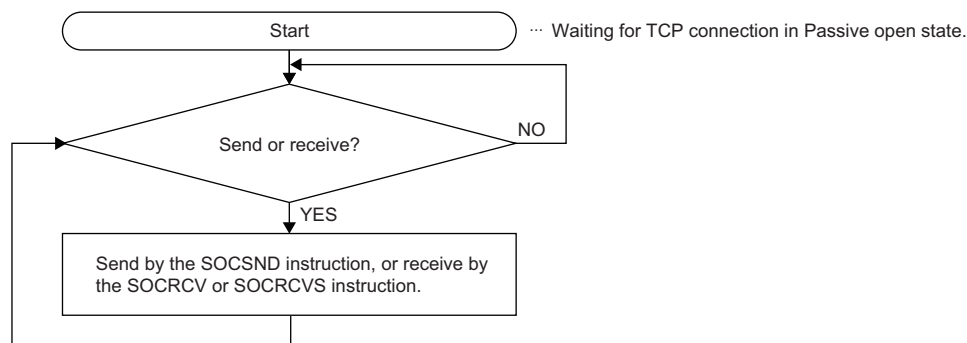 Start
··· Waiting for TCP connection in Passive open state.
Send or receive?
NO
YES
Send by the SOCSND instruction, or receive by
the SOCRCV or SOCRCVS instruction.